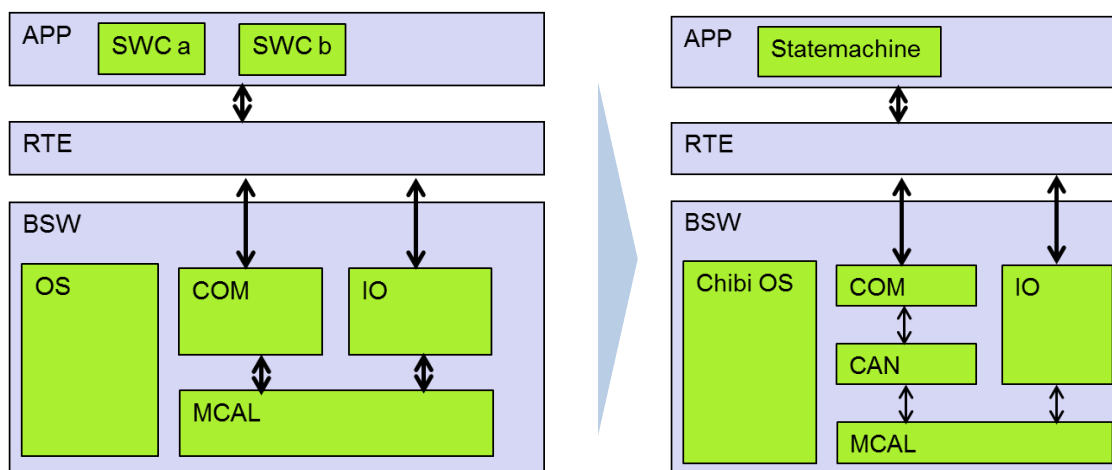 APP
SWC a
SWC b
RTE
BSW
OS
COM
IO
MCAL
APP
Statemachine
RTE
BSW
Chibi OS
COM
IO
CAN
MCAL